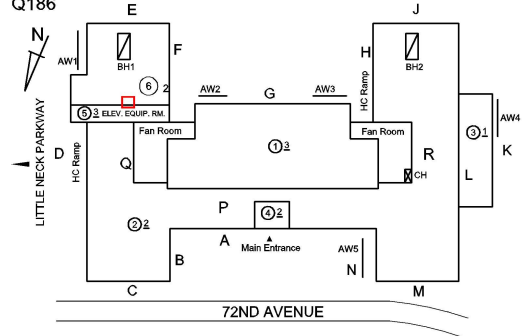 Q186
E
J
N
AW1
BH1
F
H
BH2
6 2
HC Ramp
AW2
G
AW3
5 3 ELEV. EQUIP. RM.
Fan Room
Fan Room
AW4
3 1
K
LITTLE NECK PARKWAY
D
HC Ramp
Q
1 3
R
L
CH
P
4 2
2 2
A
Main Entrance
AW5
B
N
C
M
72ND AVENUE